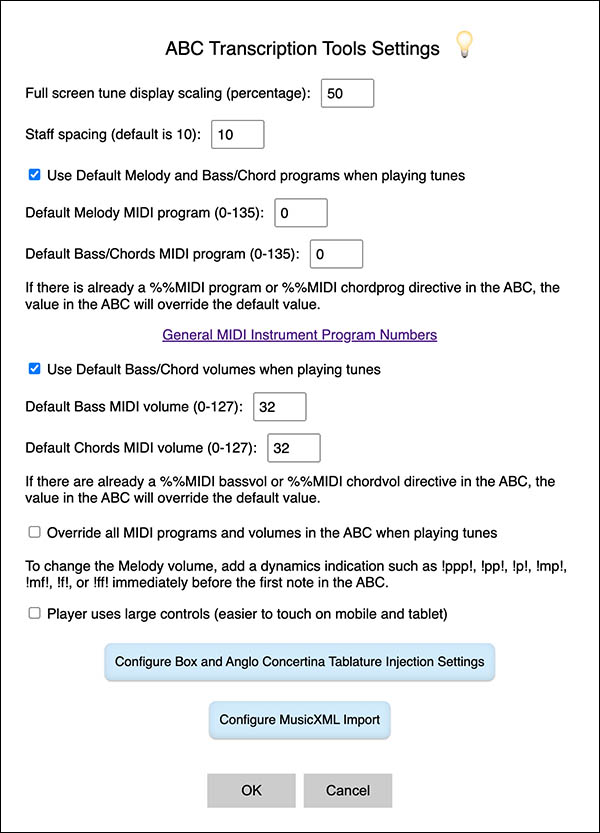 ABC Transcription Tools Settings
Full screen tune display scaling (percentage): 50
Staff spacing (default is 10): 10
Use Default Melody and Bass/Chord programs when playing tunes
Default Melody MIDI program (0-135): 0
Default Bass/Chords MIDI program (0-135): 0
If there is already a %%MIDI program or %%MIDI chordprog directive in the ABC, the
value in the ABC will override the default value.
General MIDI Instrument Program Numbers
Use Default Bass/Chord volumes when playing tunes
Default Bass MIDI volume (0-127): 32
Default Chords MIDI volume (0-127): 32
If there are already a %%MIDI bassvol or %%MIDI chordvol directive in the ABC, the
value in the ABC will override the default value.
Override all MIDI programs and volumes in the ABC when playing tunes
To change the Melody volume, add a dynamics indication such as !ppp!, !pp!, !p!, !mp!,
!mf!, !f!, or !ff! immediately before the first note in the ABC.
Player uses large controls (easier to touch on mobile and tablet)
Configure Box and Anglo Concertina Tablature Injection Settings
Configure MusicXML Import
OK Cancel